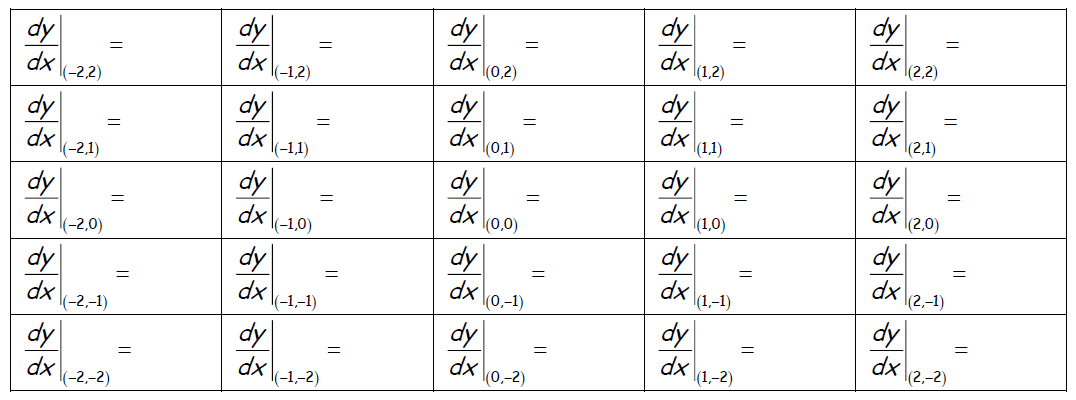 dy/dx|(−2,2) = dy/dx|(−1,2) = dy/dx|(0,2) = dy/dx|(1,2) = dy/dx|(2,2) =
dy/dx|(−2,1) = dy/dx|(−1,1) = dy/dx|(0,1) = dy/dx|(1,1) = dy/dx|(2,1) =
dy/dx|(−2,0) = dy/dx|(−1,0) = dy/dx|(0,0) = dy/dx|(1,0) = dy/dx|(2,0) =
dy/dx|(−2,−1) = dy/dx|(−1,−1) = dy/dx|(0,−1) = dy/dx|(1,−1) = dy/dx|(2,−1) =
dy/dx|(−2,−2) = dy/dx|(−1,−2) = dy/dx|(0,−2) = dy/dx|(1,−2) = dy/dx|(2,−2) =